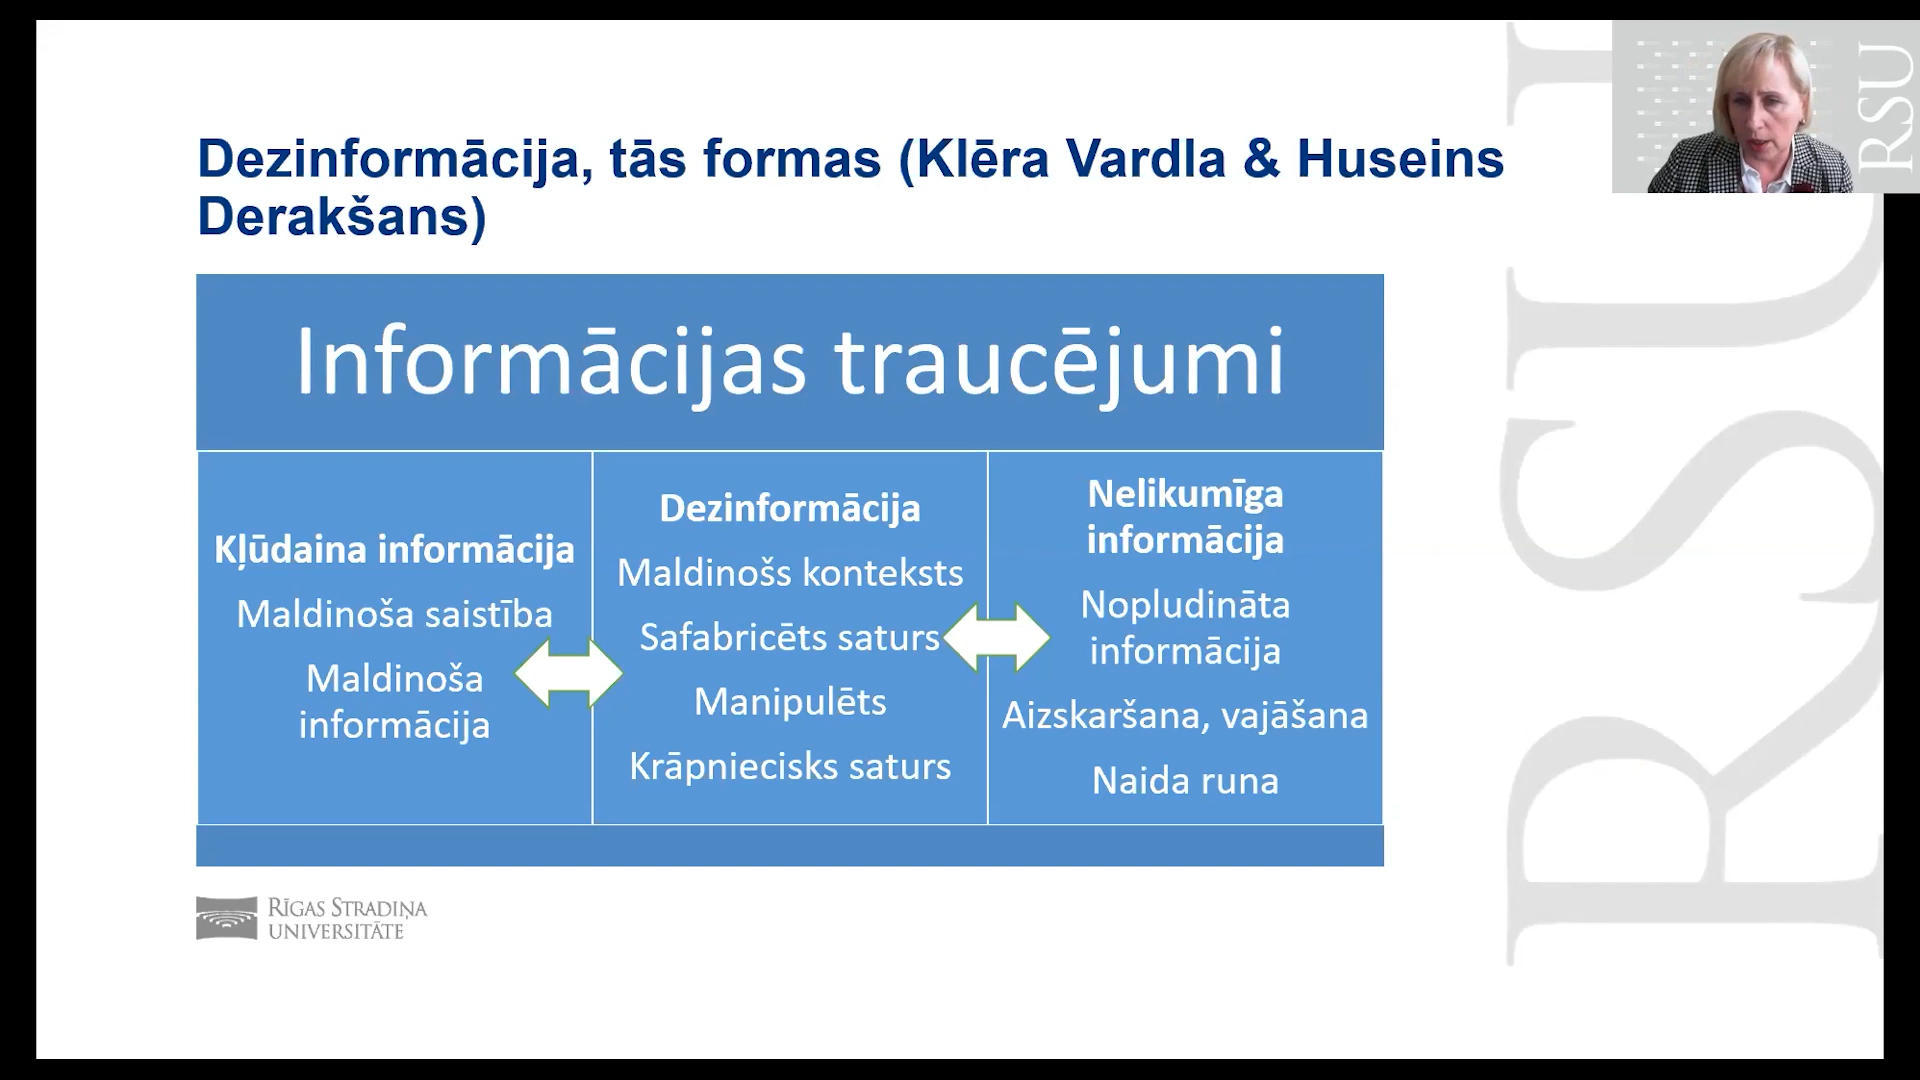 Dezinformācija, tās formas (Klēra Vardla & Huseins
Derakšans)
Informācijas traucējumi
Kļūdaina informācija
Maldinoša saistība
Maldinoša
informācija
Dezinformācija
Maldinošs konteksts
Safabricēts saturs
Manipulēts
Krāpniecisks saturs
Nelikumīga
informācija
Nopludināta
informācija
Aizskaršana, vajāšana
Naida runa
RĪGAS STRADIŅA
UNIVERSITĀTE
RSU
RSU